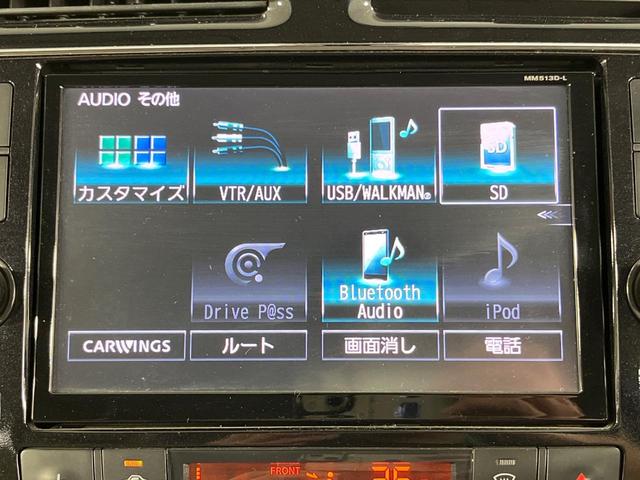 MM513D-L
AUDIO その他
カスタマイズ
VTR/AUX
USB/WALKMAN®
SD
SD
Drive P@ss
Bluetooth
Audio
iPod
CARWINGS
ルート
画面消し
電話
FRONT